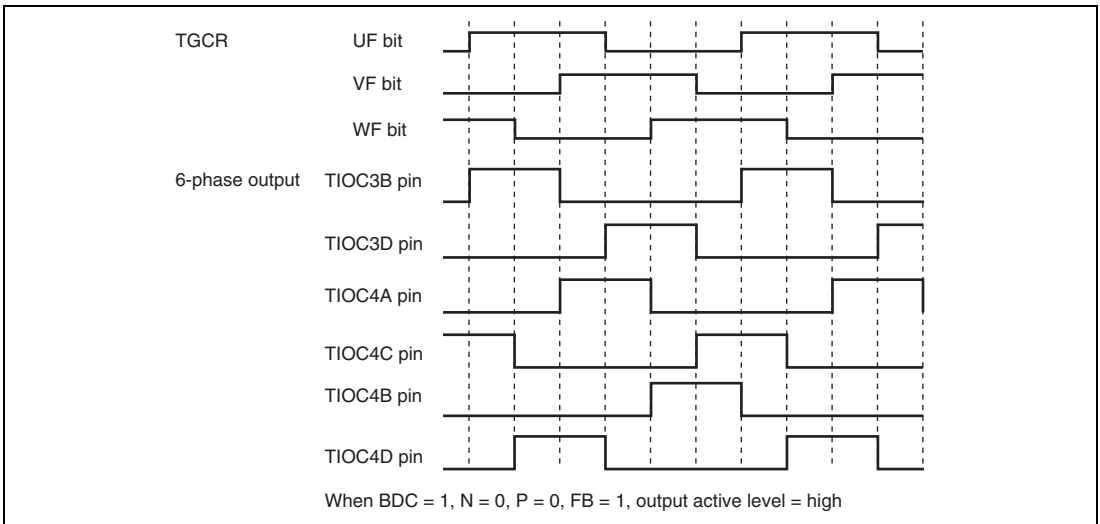 TGCR UF bit
VF bit
WF bit
6-phase output TIOC3B pin
TIOC3D pin
TIOC4A pin
TIOC4C pin
TIOC4B pin
TIOC4D pin
When BDC = 1, N = 0, P = 0, FB = 1, output active level = high